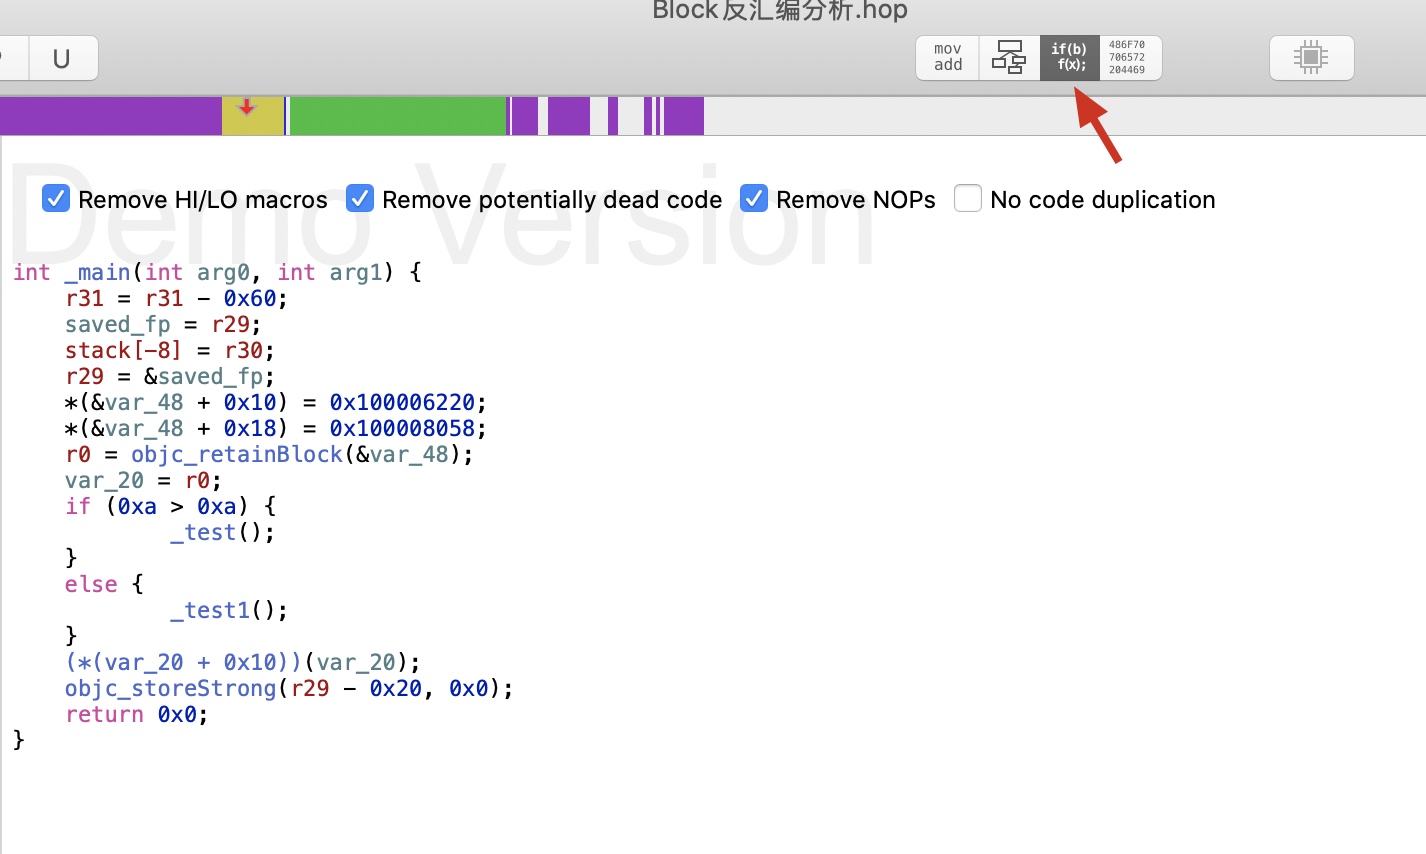 Block反汇编分析.hop
U
mov
add
if(b)
f(x);
486F70
706572
204469
Demo Version
Remove HI/LO macros Remove potentially dead code Remove NOPs No code duplication
int _main(int arg0, int arg1) {
    r31 = r31 - 0x60;
    saved_fp = r29;
    stack[-8] = r30;
    r29 = &saved_fp;
    *(&var_48 + 0x10) = 0x100006220;
    *(&var_48 + 0x18) = 0x100008058;
    r0 = objc_retainBlock(&var_48);
    var_20 = r0;
    if (0xa > 0xa) {
            _test();
    }
    else {
            _test1();
    }
    (*(var_20 + 0x10))(var_20);
    objc_storeStrong(r29 - 0x20, 0x0);
    return 0x0;
}